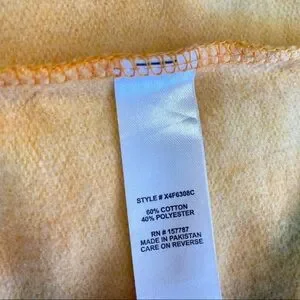 STYLE # X4F6308C
60% COTTON
40% POLYESTER
RN # 157787
MADE IN PAKISTAN
CARE ON REVERSE